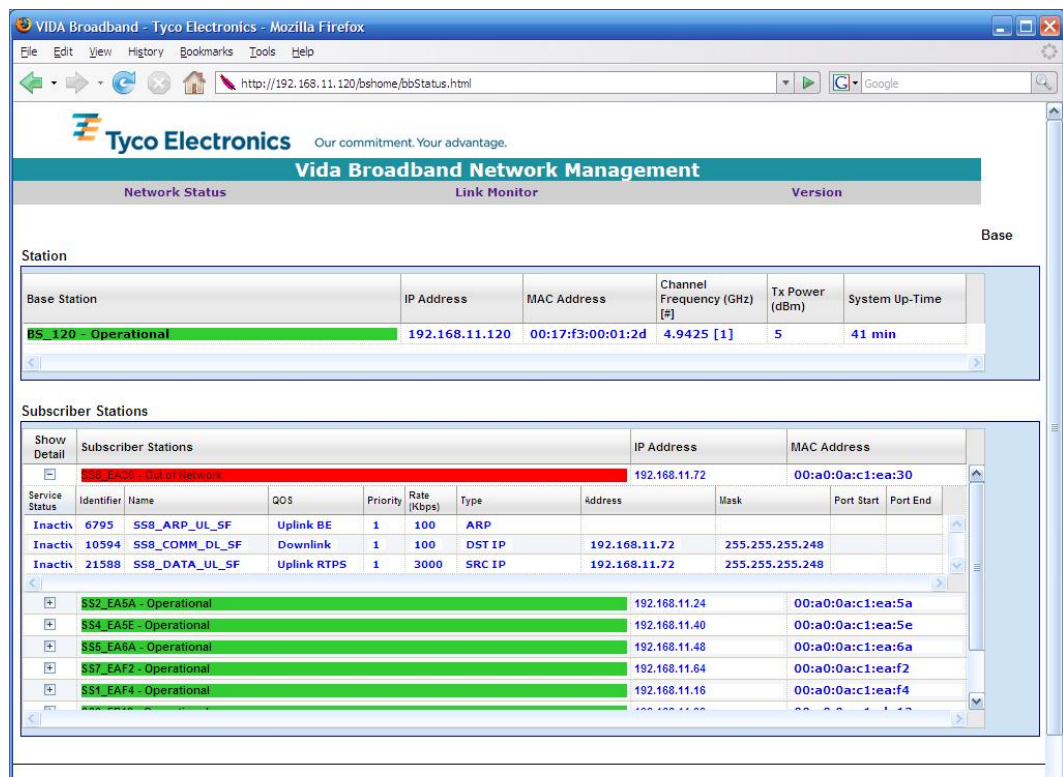 VIDA Broadband - Tyco Electronics - Mozilla Firefox
File Edit View History Bookmarks Tools Help
http://192.168.11.120/bshome/bbStatus.html
G Google
Tyco Electronics Our commitment. Your advantage.
Vida Broadband Network Management
Network Status Link Monitor Version
Base
Station
Base Station IP Address MAC Address Channel Frequency (GHz) [#] Tx Power (dBm) System Up-Time
BS_120 - Operational 192.168.11.120 00:17:f3:00:01:2d 4.9425 [1] 5 41 min
Subscriber Stations
Show Detail Subscriber Stations IP Address MAC Address
SS8_EA30 - Out of Network 192.168.11.72 00:a0:0a:c1:ea:30
Service Status Identifier Name QOS Priority Rate (Kbps) Type Address Mask Port Start Port End
Inactiv 6795 SS8_ARP_UL_SF Uplink BE 1 100 ARP
Inactiv 10594 SS8_COMM_DL_SF Downlink 1 100 DST IP 192.168.11.72 255.255.255.248
Inactiv 21588 SS8_DATA_UL_SF Uplink RTPS 1 3000 SRC IP 192.168.11.72 255.255.255.248
SS2_EA5A - Operational 192.168.11.24 00:a0:0a:c1:ea:5a
SS4_EA5E - Operational 192.168.11.40 00:a0:0a:c1:ea:5e
SS5_EA6A - Operational 192.168.11.48 00:a0:0a:c1:ea:6a
SS7_EAF2 - Operational 192.168.11.64 00:a0:0a:c1:ea:f2
SS1_EAF4 - Operational 192.168.11.16 00:a0:0a:c1:ea:f4